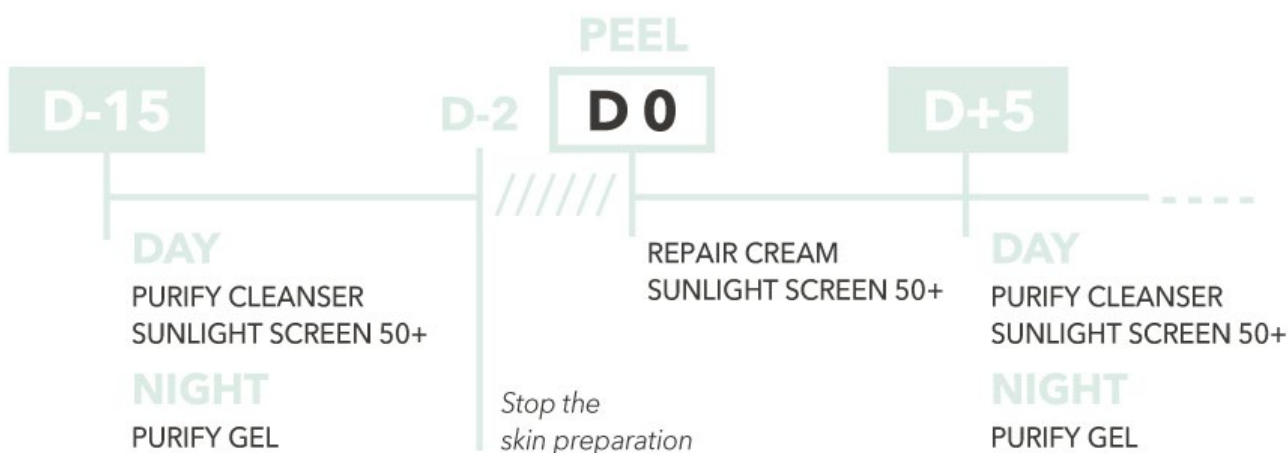 PEEL
D-15
D-2
D 0
D+5
DAY
PURIFY CLEANSER
SUNLIGHT SCREEN 50+
NIGHT
PURIFY GEL
Stop the
skin preparation
REPAIR CREAM
SUNLIGHT SCREEN 50+
DAY
PURIFY CLEANSER
SUNLIGHT SCREEN 50+
NIGHT
PURIFY GEL